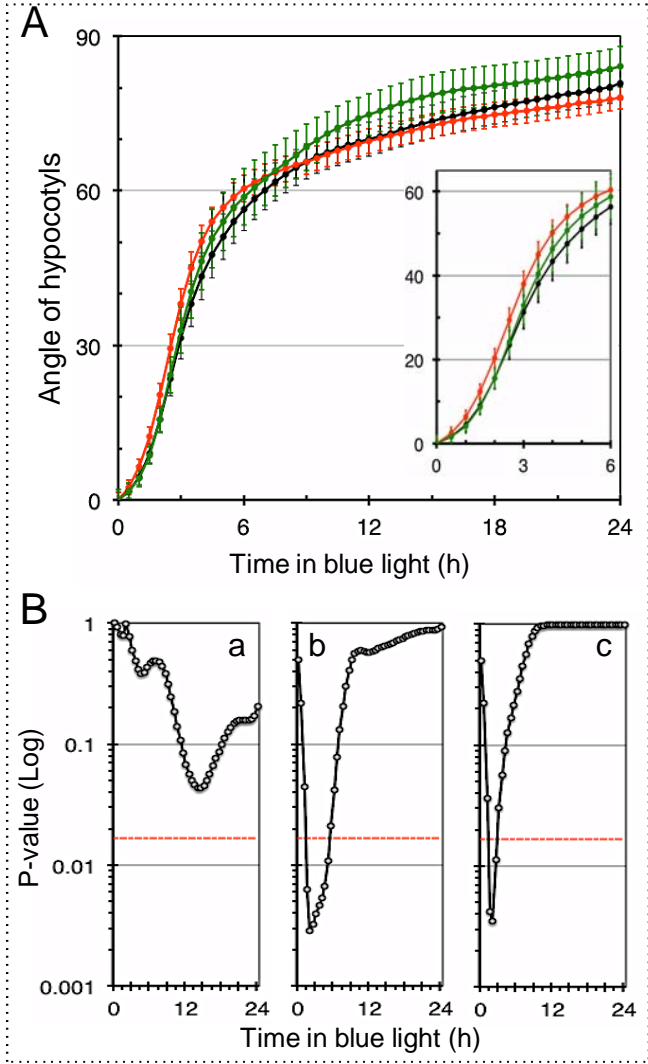 A
90
60
30
0
Angle of hypocotyls
60
40
20
0
0 3 6
0 6 12 18 24
Time in blue light (h)
B
1
0.1
0.01
0.001
P-value (Log)
a b c
0 12 24 0 12 24 0 12 24
Time in blue light (h)